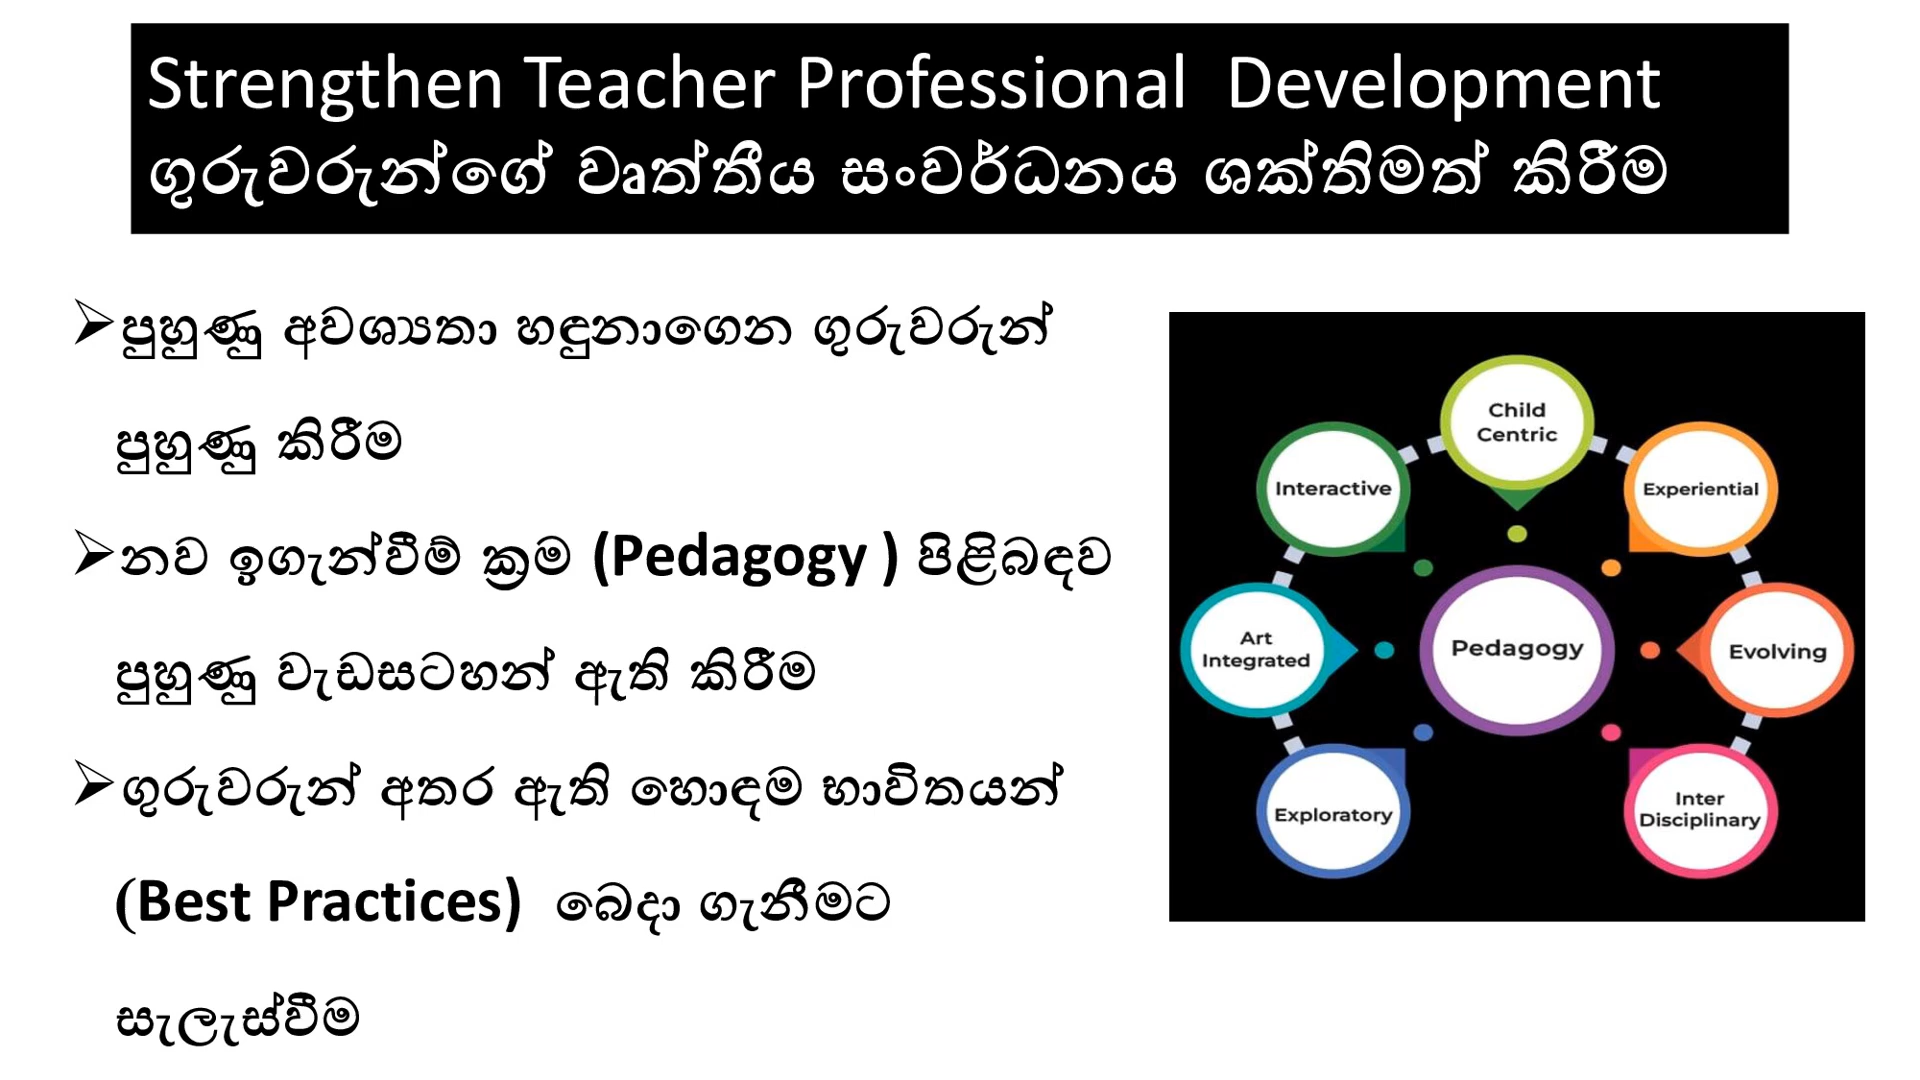 Strengthen Teacher Professional  Development
ගුරුවරුන්ගේ වෘත්තීය සංවර්ධනය ශක්තිමත් කිරීම
➢පුහුණු අවශ්‍යතා හඳුනාගෙන ගුරුවරුන්
පුහුණු කිරීම
➢නව ඉගැන්වීම් ක්‍රම (Pedagogy ) පිළිබඳව
පුහුණු වැඩසටහන් ඇති කිරීම
➢ගුරුවරුන් අතර ඇති හොඳම භාවිතයන්
(Best Practices)  බෙදා ගැනීමට
සැලැස්වීම
Child
Centric
Interactive
Experiential
Art
Integrated
Pedagogy
Evolving
Exploratory
Inter
Disciplinary